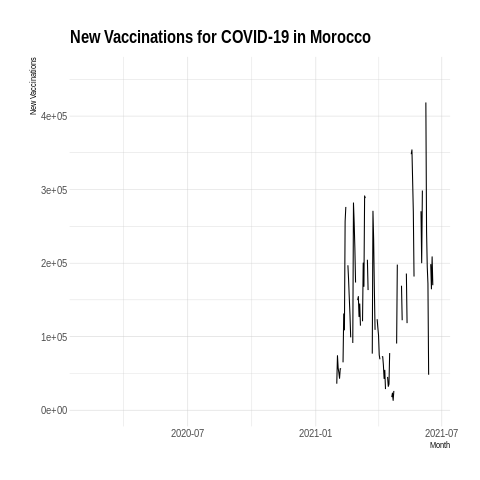 New Vaccinations for COVID-19 in Morocco
New Vaccinations
4e+05
3e+05
2e+05
1e+05
0e+00
2020-07
2021-01
2021-07
Month